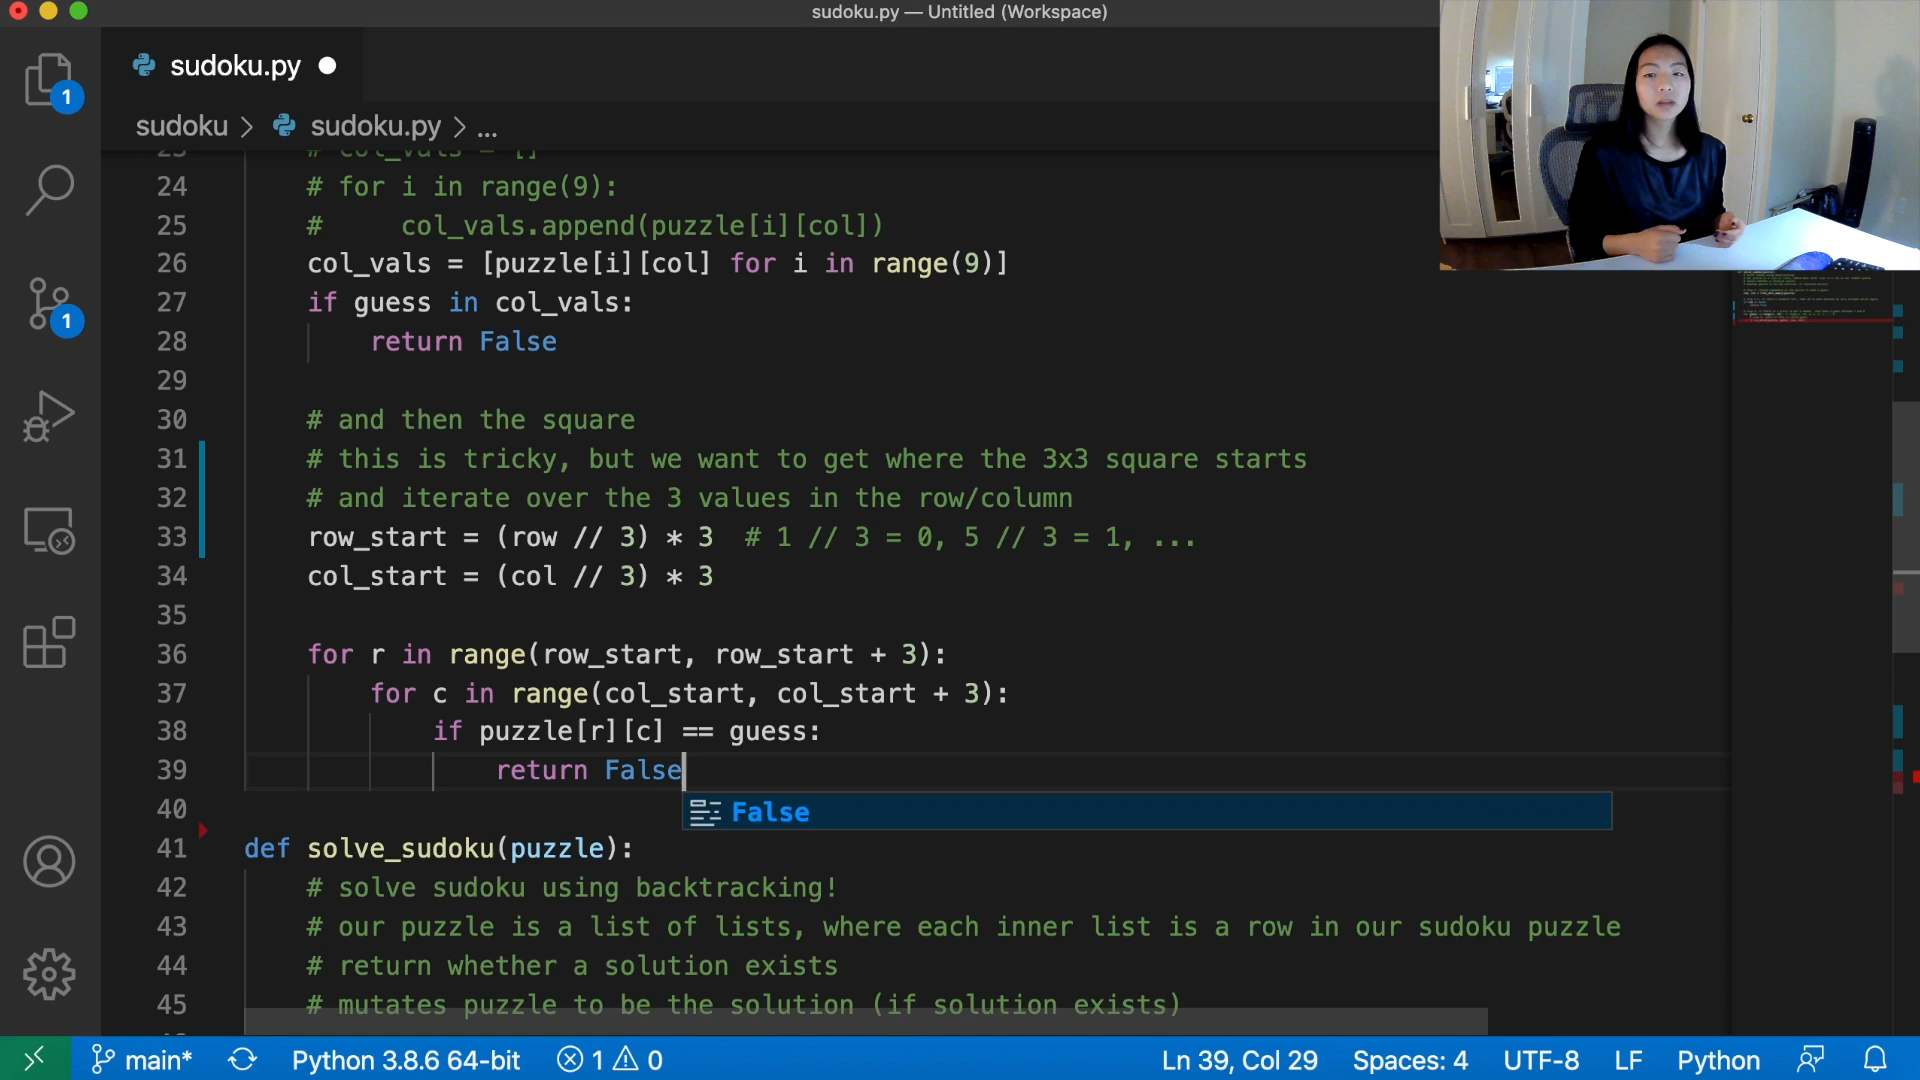 sudoku.py — Untitled (Workspace)
sudoku.py
1
sudoku > sudoku.py > ...
23 # col_vals = []
24 # for i in range(9):
25 #     col_vals.append(puzzle[i][col])
26 col_vals = [puzzle[i][col] for i in range(9)]
27 if guess in col_vals:
28     return False
29
30 # and then the square
31 # this is tricky, but we want to get where the 3x3 square starts
32 # and iterate over the 3 values in the row/column
33 row_start = (row // 3) * 3  # 1 // 3 = 0, 5 // 3 = 1, ...
34 col_start = (col // 3) * 3
35
36 for r in range(row_start, row_start + 3):
37     for c in range(col_start, col_start + 3):
38         if puzzle[r][c] == guess:
39             return False
False
40
41 def solve_sudoku(puzzle):
42     # solve sudoku using backtracking!
43     # our puzzle is a list of lists, where each inner list is a row in our sudoku puzzle
44     # return whether a solution exists
45     # mutates puzzle to be the solution (if solution exists)
1
main* Python 3.8.6 64-bit 1 0 Ln 39, Col 29 Spaces: 4 UTF-8 LF Python